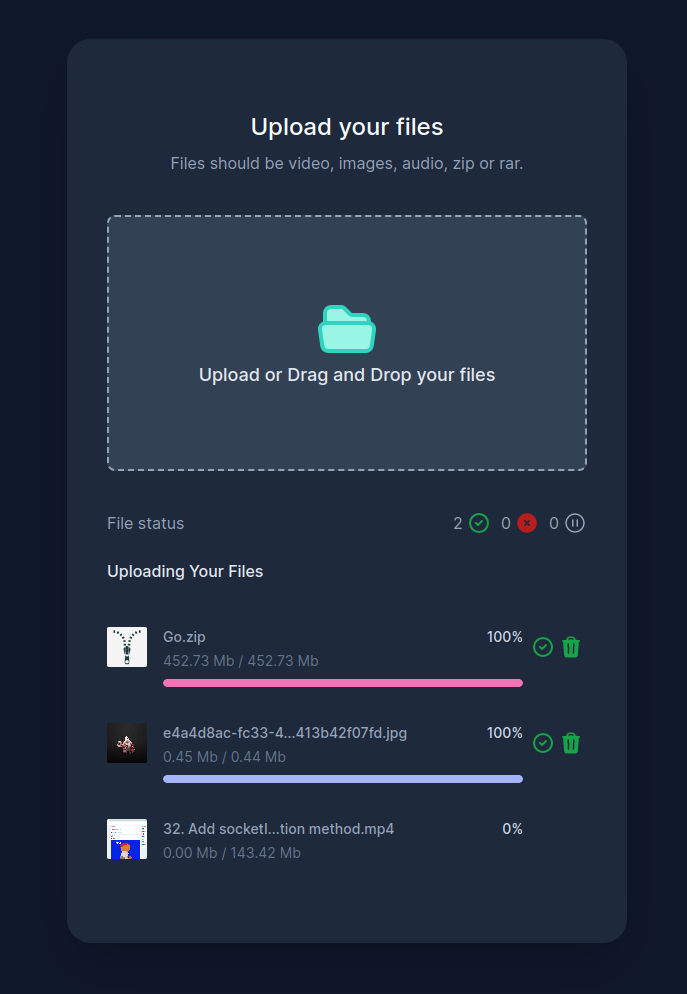 Upload your files
Files should be video, images, audio, zip or rar.
Upload or Drag and Drop your files
File status 2 0 0
Uploading Your Files
Go.zip 100%
452.73 Mb / 452.73 Mb
e4a4d8ac-fc33-4...413b42f07fd.jpg 100%
0.45 Mb / 0.44 Mb
32. Add socketI...tion method.mp4 0%
0.00 Mb / 143.42 Mb